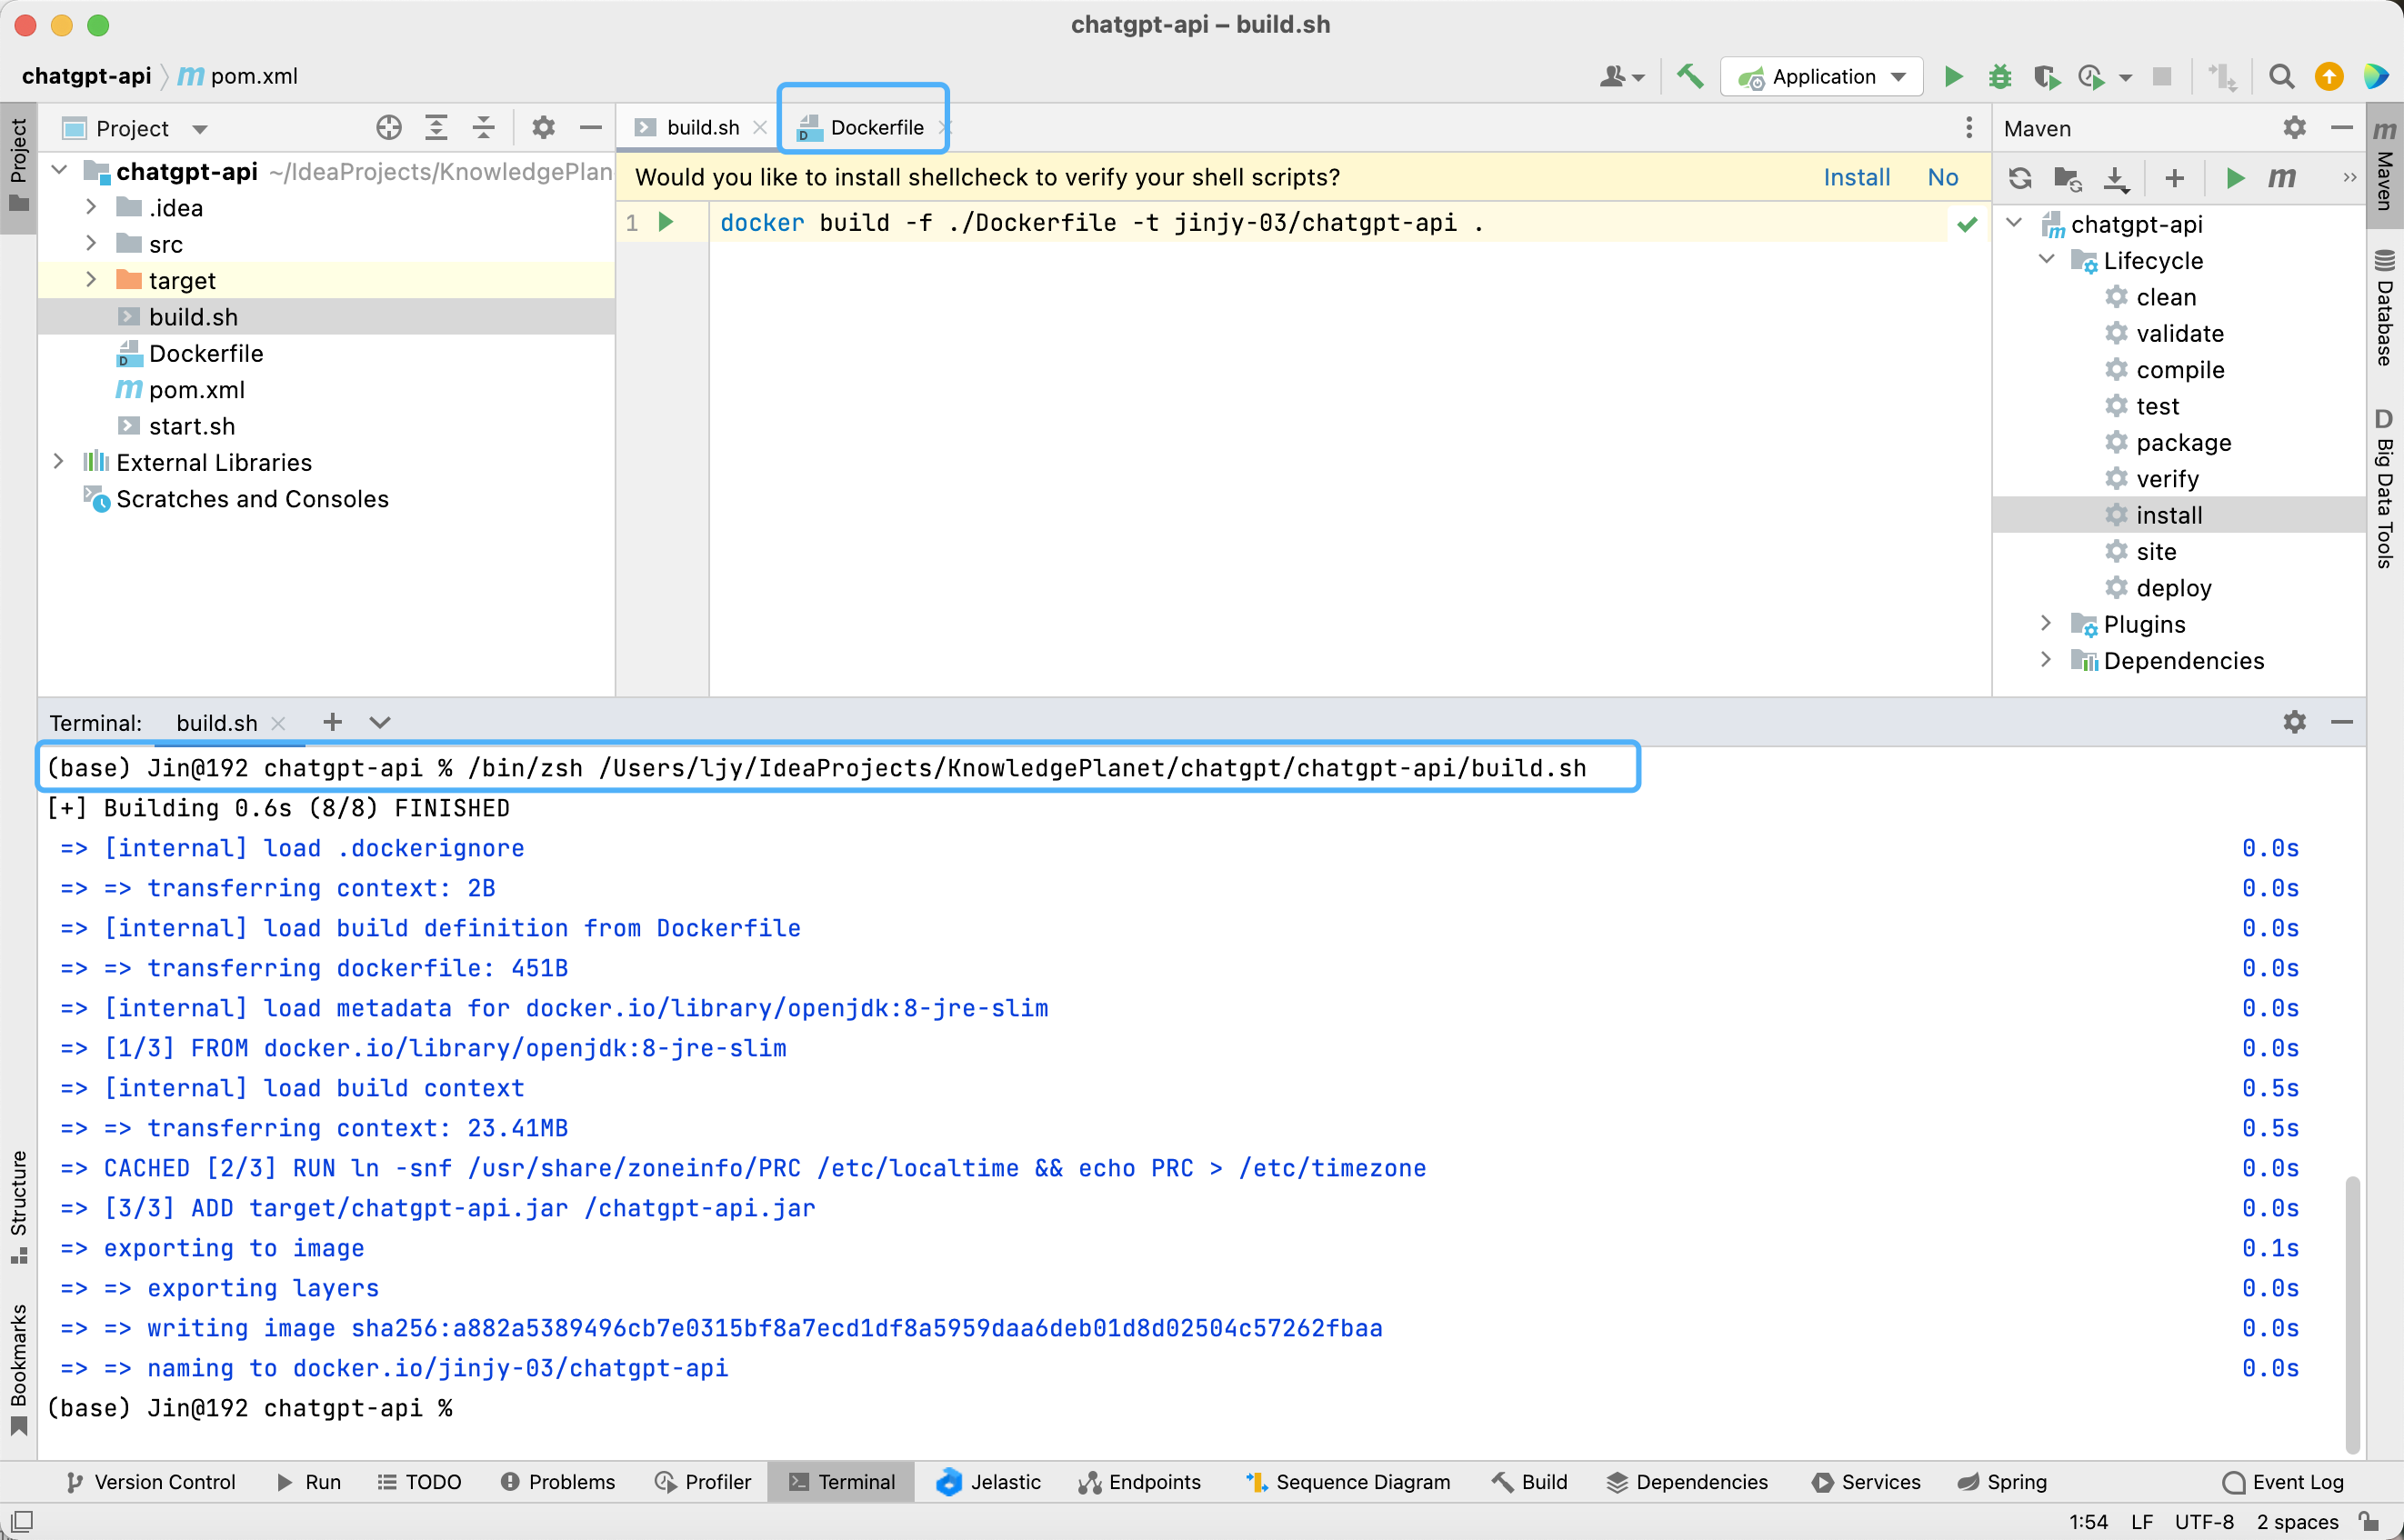 chatgpt-api – build.sh
chatgpt-api pom.xml
Application
Project
build.sh
Dockerfile
Maven
Project
chatgpt-api ~/IdeaProjects/KnowledgePlan
.idea
src
target
build.sh
Dockerfile
pom.xml
start.sh
External Libraries
Scratches and Consoles
Would you like to install shellcheck to verify your shell scripts? Install No
1 docker build -f ./Dockerfile -t jinjy-03/chatgpt-api .
chatgpt-api
Lifecycle
clean
validate
compile
test
package
verify
install
site
deploy
Plugins
Dependencies
Maven
Database
D Big Data Tools
Terminal: build.sh
(base) Jin@192 chatgpt-api % /bin/zsh /Users/ljy/IdeaProjects/KnowledgePlanet/chatgpt/chatgpt-api/build.sh
[+] Building 0.6s (8/8) FINISHED
=> [internal] load .dockerignore 0.0s
=> => transferring context: 2B 0.0s
=> [internal] load build definition from Dockerfile 0.0s
=> => transferring dockerfile: 451B 0.0s
=> [internal] load metadata for docker.io/library/openjdk:8-jre-slim 0.0s
=> [1/3] FROM docker.io/library/openjdk:8-jre-slim 0.0s
=> [internal] load build context 0.5s
=> => transferring context: 23.41MB 0.5s
=> CACHED [2/3] RUN ln -snf /usr/share/zoneinfo/PRC /etc/localtime && echo PRC > /etc/timezone 0.0s
=> [3/3] ADD target/chatgpt-api.jar /chatgpt-api.jar 0.0s
=> exporting to image 0.1s
=> => exporting layers 0.0s
=> => writing image sha256:a882a5389496cb7e0315bf8a7ecd1df8a5959daa6deb01d8d02504c57262fbaa 0.0s
=> => naming to docker.io/jinjy-03/chatgpt-api 0.0s
(base) Jin@192 chatgpt-api %
Structure
Bookmarks
Version Control Run TODO Problems Profiler Terminal Jelastic Endpoints Sequence Diagram Build Dependencies Services Spring Event Log
1:54 LF UTF-8 2 spaces